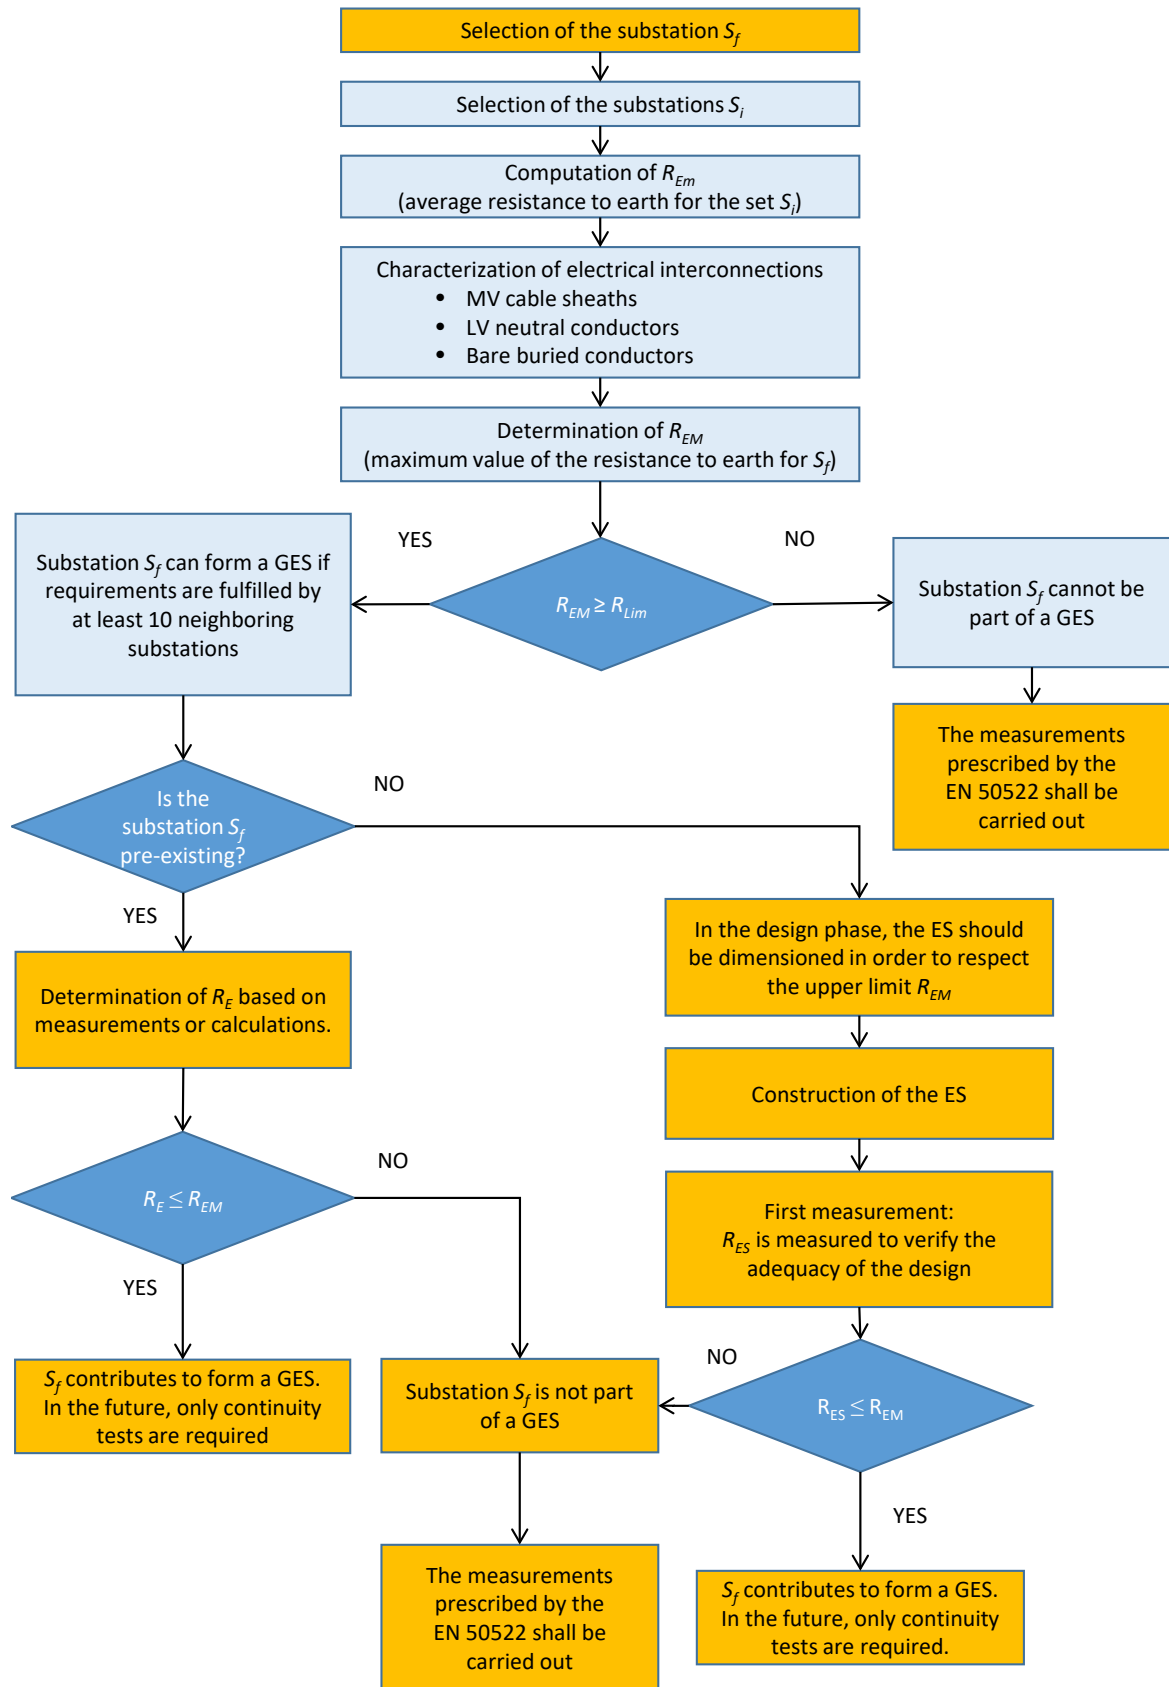 Selection of the substation Sf
Selection of the substations Si
Computation of REm
(average resistance to earth for the set Si)
Characterization of electrical interconnections
• MV cable sheaths
• LV neutral conductors
• Bare buried conductors
Determination of REM
(maximum value of the resistance to earth for Sf)
YES
NO
REM ≥ RLim
Substation Sf can form a GES if
requirements are fulfilled by
at least 10 neighboring
substations
Substation Sf cannot be
part of a GES
The measurements
prescribed by the
EN 50522 shall be
carried out
Is the
substation Sf
pre-existing?
NO
YES
In the design phase, the ES should
be dimensioned in order to respect
the upper limit REM
Determination of RE based on
measurements or calculations.
Construction of the ES
RE ≤ REM
NO
YES
First measurement:
RES is measured to verify the
adequacy of the design
Sf contributes to form a GES.
In the future, only continuity
tests are required
Substation Sf is not part
of a GES
NO
RES ≤ REM
YES
The measurements
prescribed by the
EN 50522 shall be
carried out
Sf contributes to form a GES.
In the future, only continuity
tests are required.